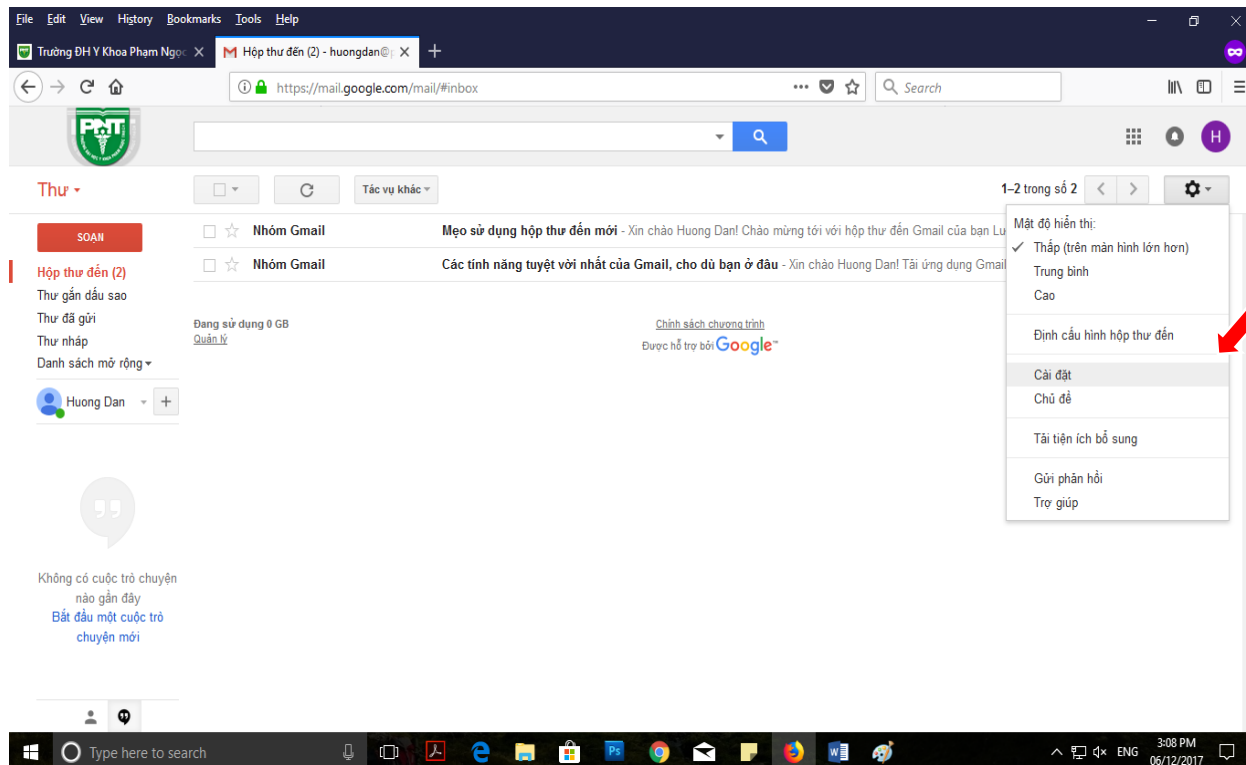 File Edit View History Bookmarks Tools Help
Trường ĐH Y Khoa Phạm Ngọc
Hộp thư đến (2) - huongdan@p
https://mail.google.com/mail/#inbox
Search
PNT
H
Thư
Tác vụ khác
1–2 trong số 2
SOẠN
Hộp thư đến (2)
Thư gắn dấu sao
Thư đã gửi
Thư nháp
Danh sách mở rộng
Huong Dan
Nhóm Gmail Mẹo sử dụng hộp thư đến mới - Xin chào Huong Dan! Chào mừng tới với hộp thư đến Gmail của bạn Lu
Nhóm Gmail Các tính năng tuyệt vời nhất của Gmail, cho dù bạn ở đâu - Xin chào Huong Dan! Tải ứng dụng Gmail
Đang sử dụng 0 GB
Quản lý
Chính sách chương trình
Được hỗ trợ bởi Google™
Mật độ hiển thị:
✓ Thấp (trên màn hình lớn hơn)
Trung bình
Cao
Định cấu hình hộp thư đến
Cài đặt
Chủ đề
Tải tiện ích bổ sung
Gửi phản hồi
Trợ giúp
Không có cuộc trò chuyện
nào gần đây
Bắt đầu một cuộc trò
chuyện mới
Type here to search
Ps
ENG
3:08 PM
06/12/2017